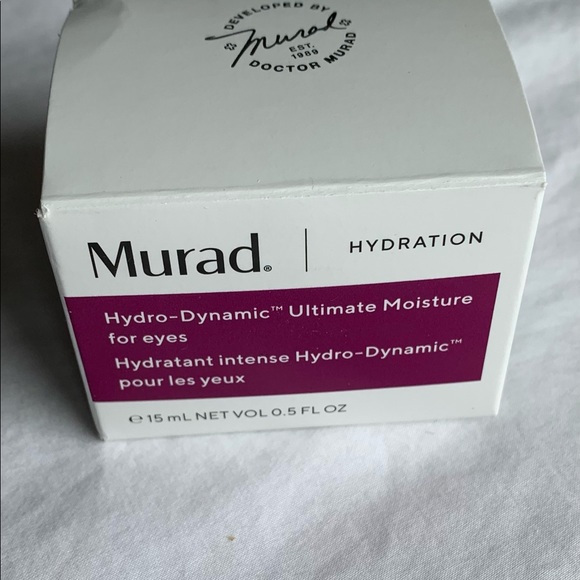 DEVELOPED BY
Murad
EST.
1989
DOCTOR MURAD
Murad® | HYDRATION
Hydro-Dynamic™ Ultimate Moisture
for eyes
Hydratant intense Hydro-Dynamic™
pour les yeux
℮ 15 mL NET VOL 0.5 FL OZ